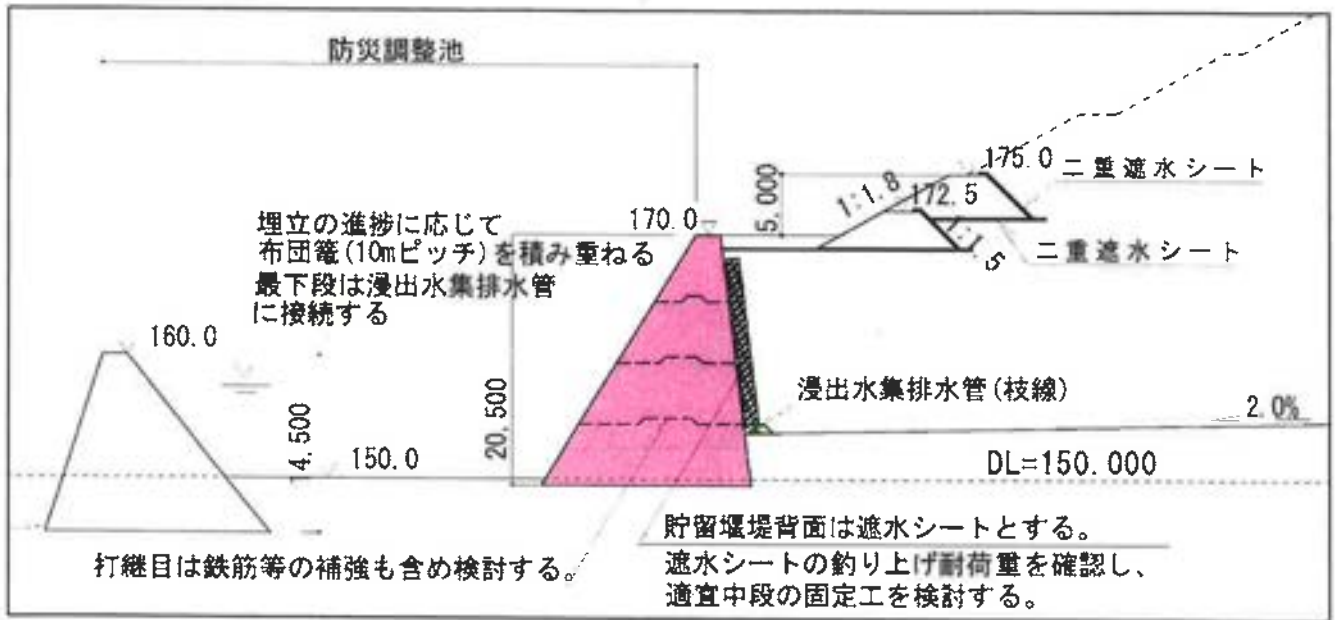 防災調整池
175.0
二重遮水シート
1:1.8
172.5
5,000
1:1.5
二重遮水シート
170.0
埋立の進捗に応じて
布団篭(10mピッチ)を積み重ねる
最下段は浸出水集排水管
に接続する
160.0
浸出水集排水管(枝線)
2.0%
20,500
14,500
150.0
DL=150.000
打継目は鉄筋等の補強も含め検討する。
貯留堰堤背面は遮水シートとする。
遮水シートの釣り上げ耐荷重を確認し、
適宜中段の固定工を検討する。